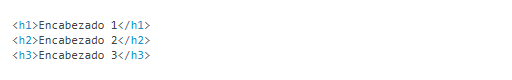 <h1>Encabezado 1</h1>
<h2>Encabezado 2</h2>
<h3>Encabezado 3</h3>